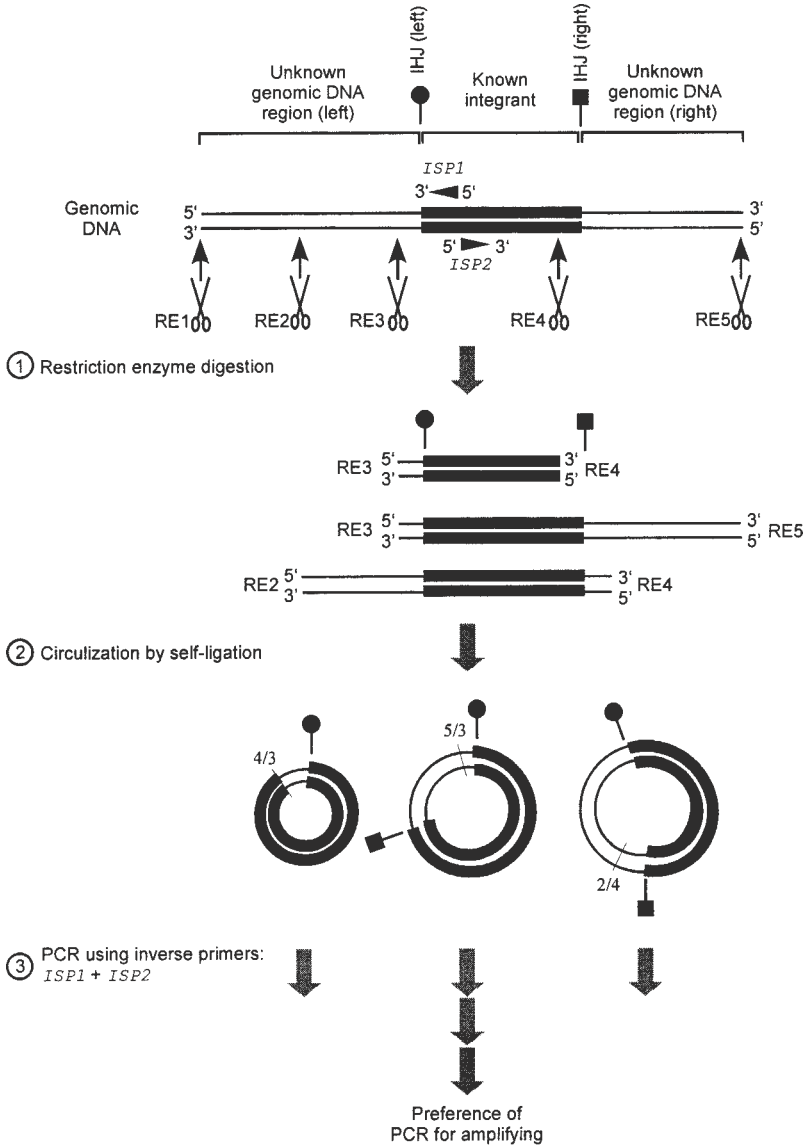 IHJ (left)
IHJ (right)
Unknown
genomic DNA
region (left)
Known
integrant
Unknown
genomic DNA
region (right)
ISP1
3‘ 5‘
Genomic
DNA
5‘ 3‘
3‘ 5‘
5‘ 3‘
ISP2
RE1 RE2 RE3 RE4 RE5
1 Restriction enzyme digestion
RE3 5‘ 3‘ RE4
3’ 5‘
RE3 5‘ 3‘ RE5
3’ 5‘
RE2 5‘ 3‘ RE4
3’ 5‘
2 Circulization by self-ligation
4/3
5/3
2/4
3 PCR using inverse primers:
ISP1 + ISP2
Preference of
PCR for amplifying